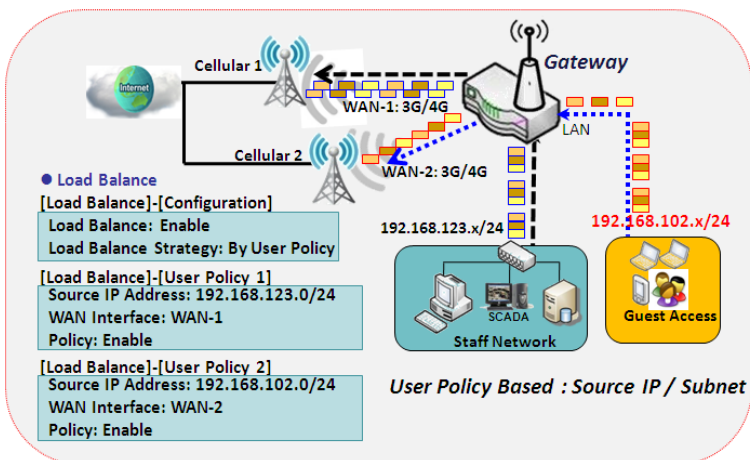 Cellular 1
Gateway
Internet
WAN-1: 3G/4G
LAN
Cellular 2
WAN-2: 3G/4G
● Load Balance
[Load Balance]-[Configuration]
Load Balance: Enable
Load Balance Strategy: By User Policy
192.168.123.x/24
192.168.102.x/24
[Load Balance]-[User Policy 1]
Source IP Address: 192.168.123.0/24
WAN Interface: WAN-1
Policy: Enable
SCADA
Staff Network
Guest Access
[Load Balance]-[User Policy 2]
Source IP Address: 192.168.102.0/24
WAN Interface: WAN-2
Policy: Enable
User Policy Based : Source IP / Subnet